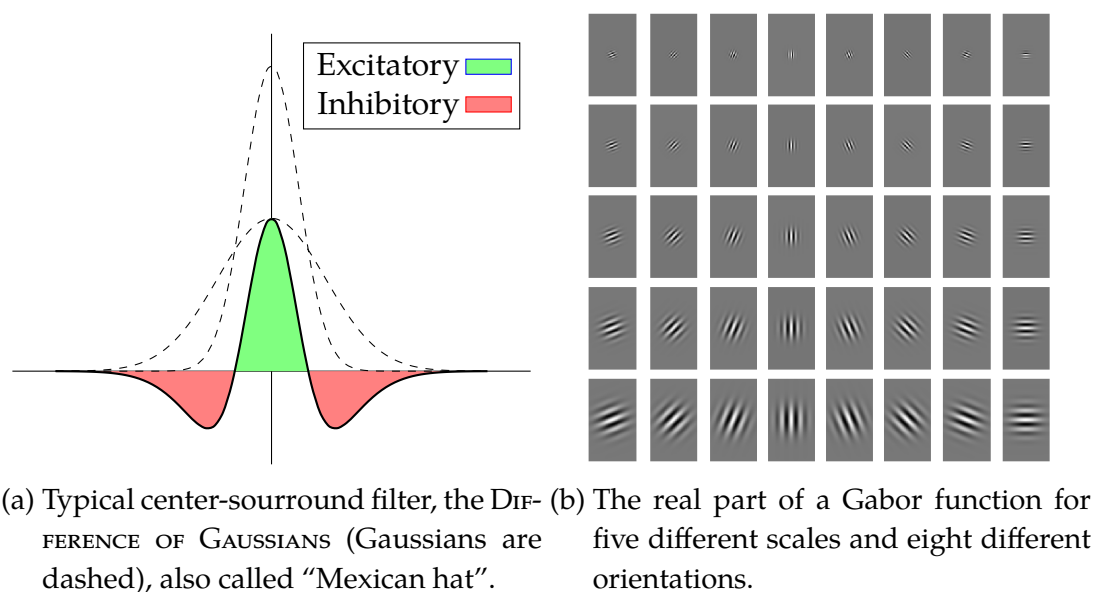 Excitatory
Inhibitory
(a) Typical center-sourround filter, the DIF-
FERENCE OF GAUSSIANS (Gaussians are
dashed), also called “Mexican hat”.
(b) The real part of a Gabor function for
five different scales and eight different
orientations.